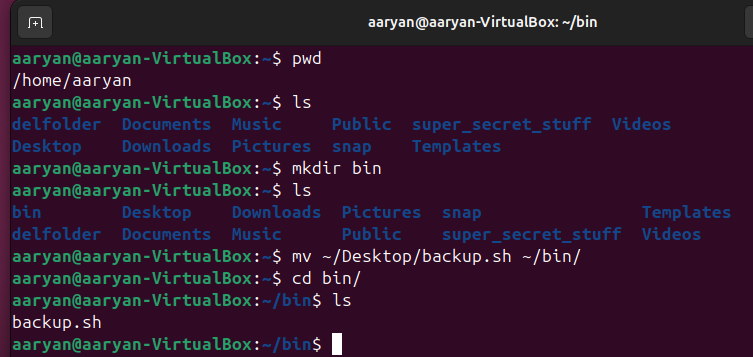 aaryan@aaryan-VirtualBox: ~/bin
aaryan@aaryan-VirtualBox:~$ pwd
/home/aaryan
aaryan@aaryan-VirtualBox:~$ ls
delfolder  Documents  Music     Public  super_secret_stuff  Videos
Desktop    Downloads  Pictures  snap    Templates
aaryan@aaryan-VirtualBox:~$ mkdir bin
aaryan@aaryan-VirtualBox:~$ ls
bin        Desktop    Downloads  Pictures  snap                Templates
delfolder  Documents  Music      Public    super_secret_stuff  Videos
aaryan@aaryan-VirtualBox:~$ mv ~/Desktop/backup.sh ~/bin/
aaryan@aaryan-VirtualBox:~$ cd bin/
aaryan@aaryan-VirtualBox:~/bin$ ls
backup.sh
aaryan@aaryan-VirtualBox:~/bin$